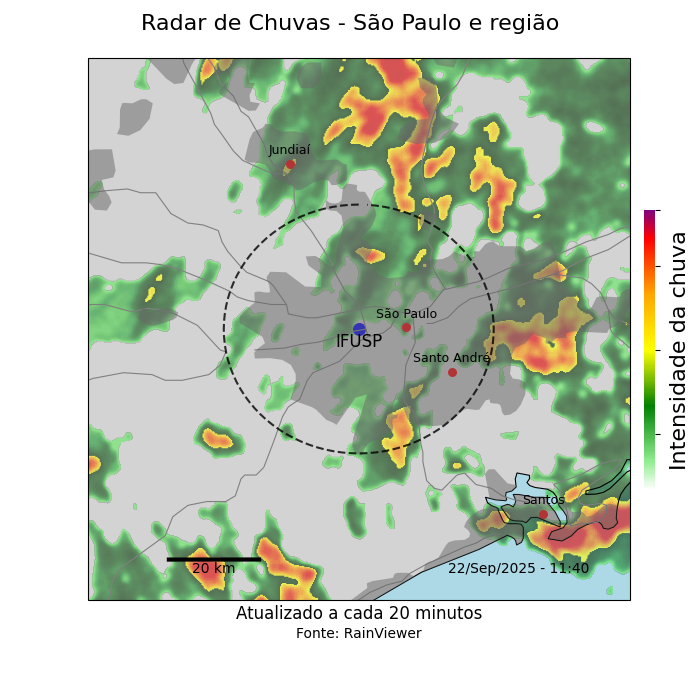 Radar de Chuvas - São Paulo e região
Jundiaí
São Paulo
IFUSP
Santo André
Santos
20 km
22/Sep/2025 - 11:40
Intensidade da chuva
Atualizado a cada 20 minutos
Fonte: RainViewer